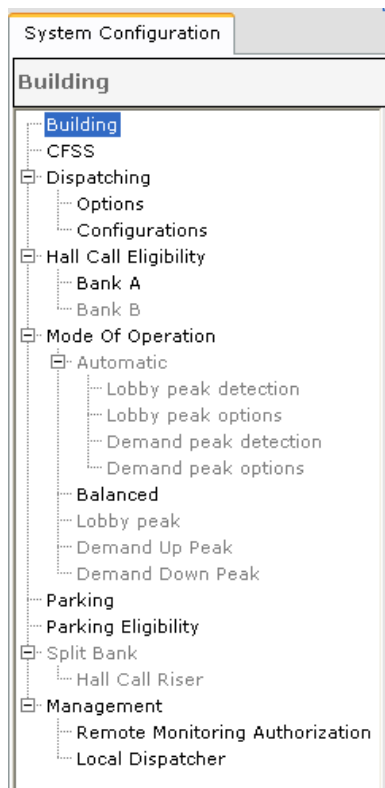 System Configuration
Building
Building
CFSS
Dispatching
Options
Configurations
Hall Call Eligibility
Bank A
Bank B
Mode Of Operation
Automatic
Lobby peak detection
Lobby peak options
Demand peak detection
Demand peak options
Balanced
Lobby peak
Demand Up Peak
Demand Down Peak
Parking
Parking Eligibility
Split Bank
Hall Call Riser
Management
Remote Monitoring Authorization
Local Dispatcher